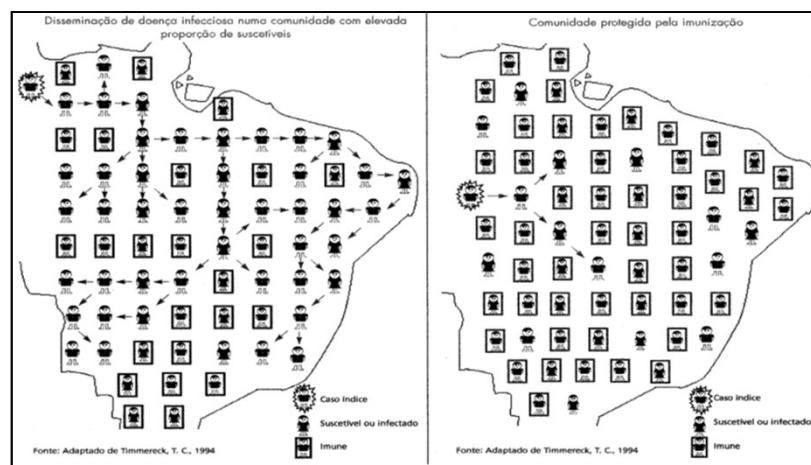 Disseminação de doença infecciosa numa comunidade com elevada
proporção de suscetíveis
Caso índice
Suscetível ou infectado
Imune
Fonte: Adaptado de Timmereck, T. C., 1994
Comunidade protegida pela imunização
Caso índice
Suscetível ou infectado
Imune
Fonte: Adaptado de Timmereck, T. C., 1994